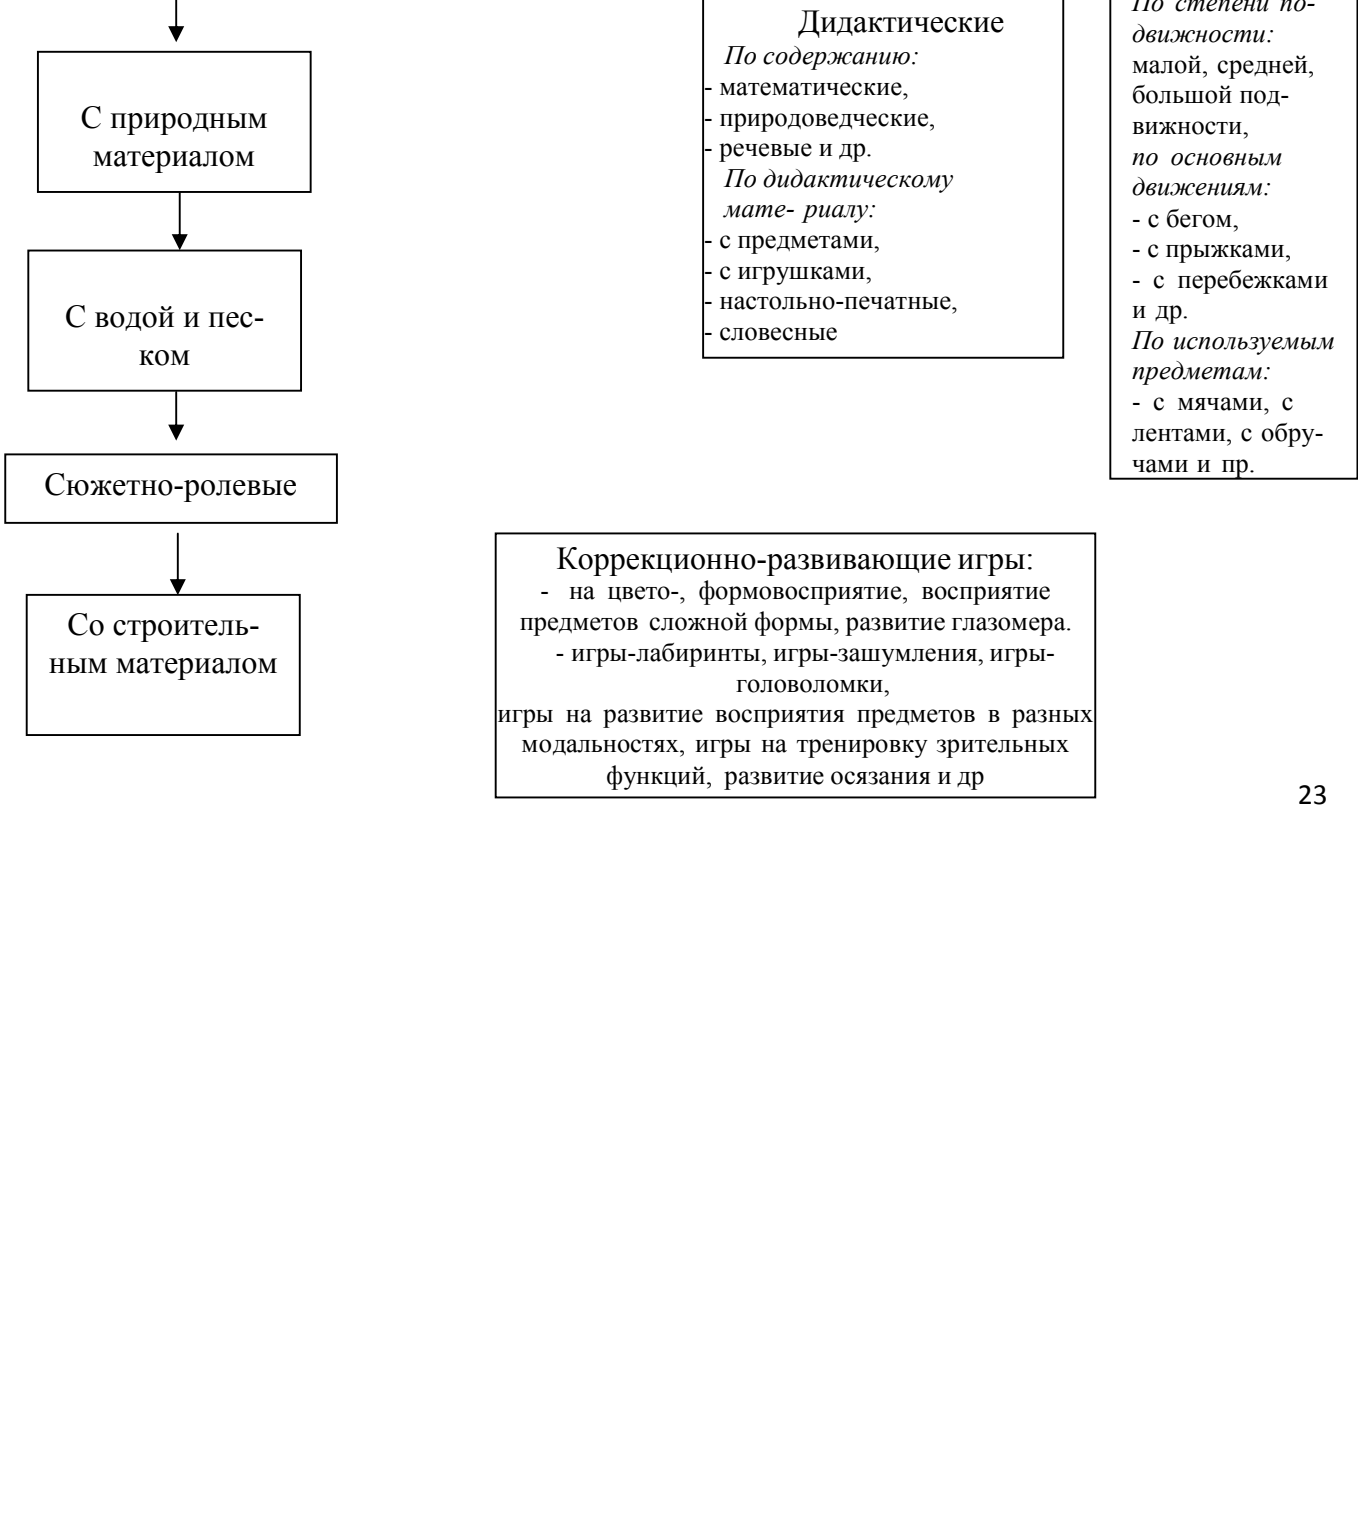 С природным
материалом
С водой и пес-
ком
Сюжетно-ролевые
Со строитель-
ным материалом
Дидактические
По содержанию:
- математические,
- природоведческие,
- речевые и др.
По дидактическому
мате- риалу:
- с предметами,
- с игрушками,
- настольно-печатные,
- словесные
По степени по-
движности:
малой, средней,
большой под-
вижности,
по основным
движениям:
- с бегом,
- с прыжками,
- с перебежками
и др.
По используемым
предметам:
- с мячами, с
лентами, с обру-
чами и пр.
Коррекционно-развивающие игры:
- на цвето-, формовосприятие, восприятие
предметов сложной формы, развитие глазомера.
- игры-лабиринты, игры-зашумления, игры-
головоломки,
игры на развитие восприятия предметов в разных
модальностях, игры на тренировку зрительных
функций, развитие осязания и др
23